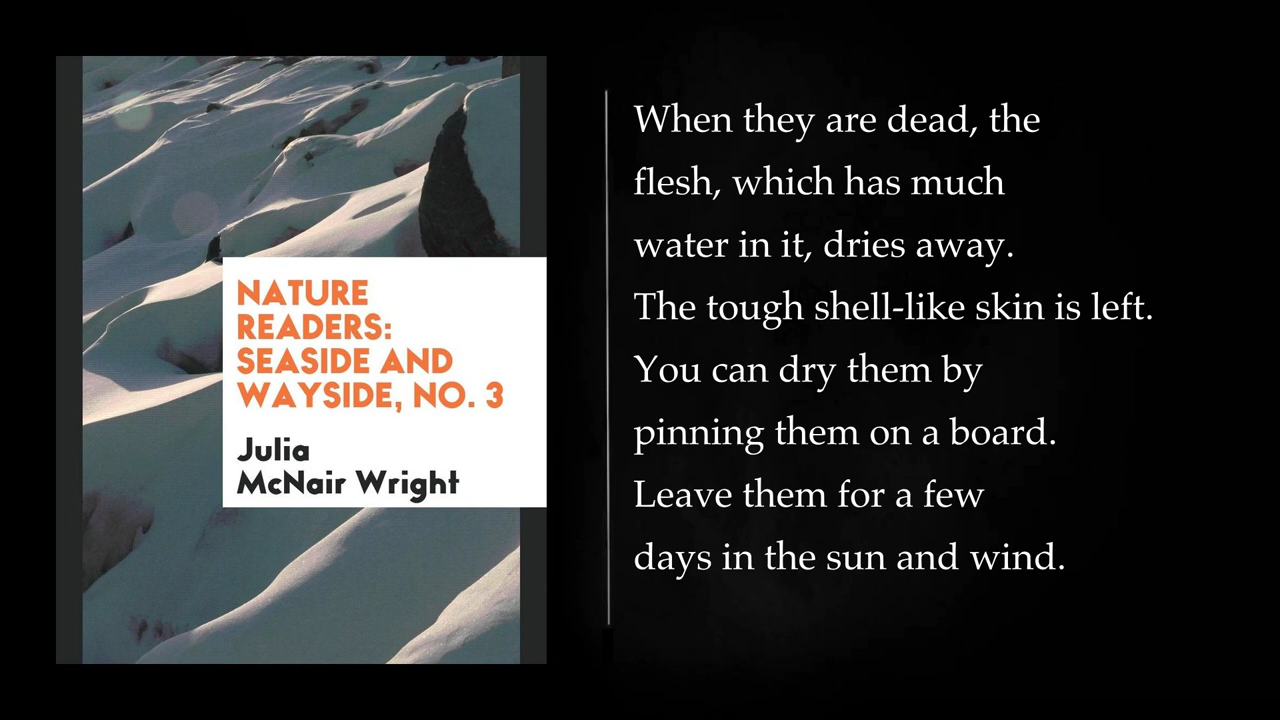 NATURE
READERS:
SEASIDE AND
WAYSIDE, NO. 3
Julia
McNair Wright
When they are dead, the
flesh, which has much
water in it, dries away.
The tough shell-like skin is left.
You can dry them by
pinning them on a board.
Leave them for a few
days in the sun and wind.